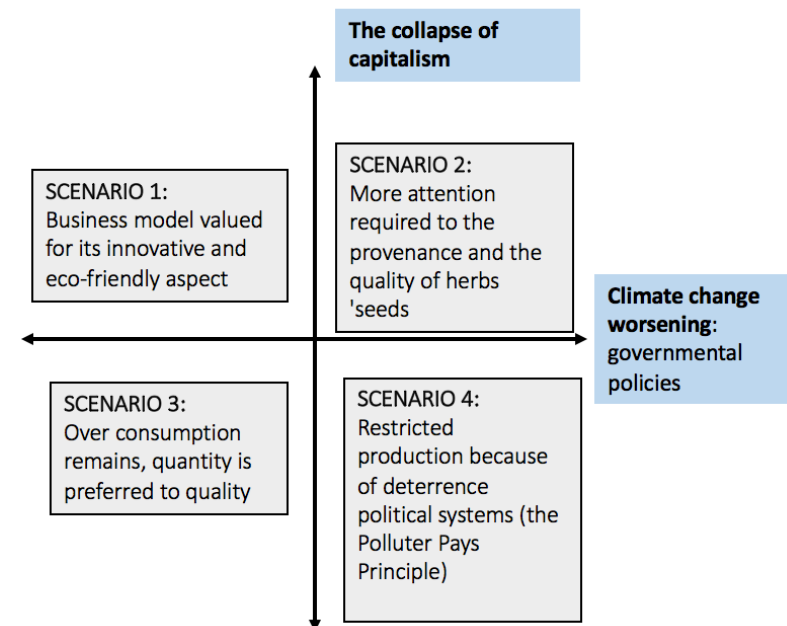 The collapse of
capitalism
SCENARIO 1:
Business model valued
for its innovative and
eco-friendly aspect
SCENARIO 2:
More attention
required to the
provenance and the
quality of herbs
'seeds
Climate change
worsening:
governmental
policies
SCENARIO 3:
Over consumption
remains, quantity is
preferred to quality
SCENARIO 4:
Restricted
production because
of deterrence
political systems (the
Polluter Pays
Principle)